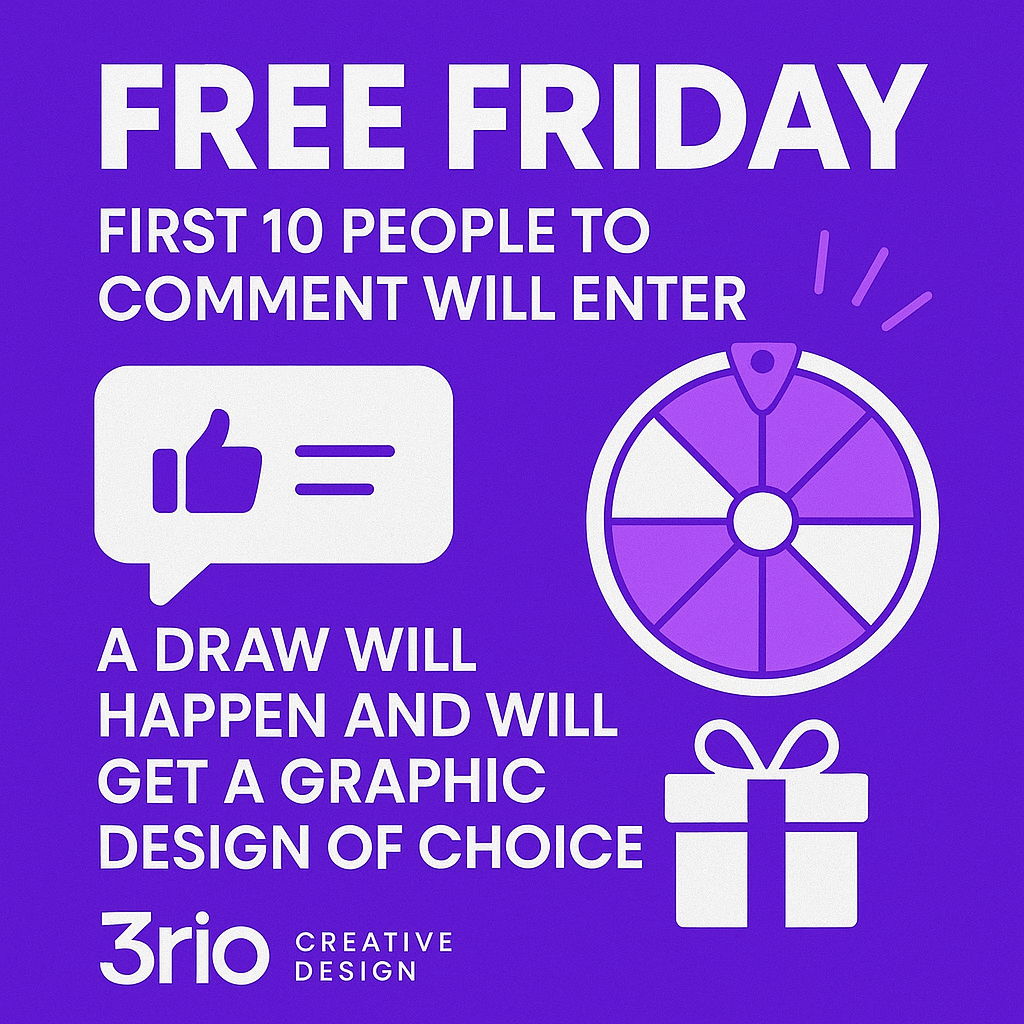 FREE FRIDAY
FIRST 10 PEOPLE TO
COMMENT WILL ENTER
A DRAW WILL
HAPPEN AND WILL
GET A GRAPHIC
DESIGN OF CHOICE
3rio
CREATIVE
DESIGN